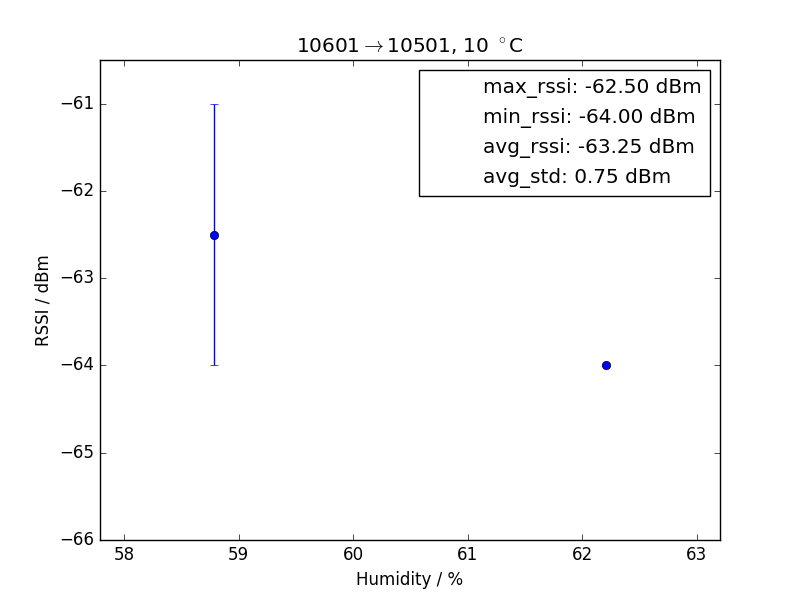 10601→10501, 10 °C
max_rssi: -62.50 dBm
min_rssi: -64.00 dBm
avg_rssi: -63.25 dBm
avg_std: 0.75 dBm
RSSI / dBm
−61
−62
−63
−64
−65
−66
58 59 60 61 62 63
Humidity / %